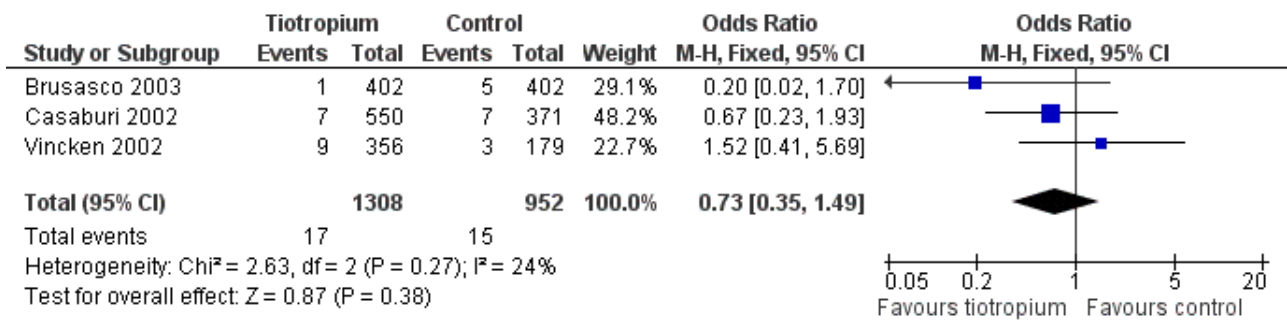 Tiotropium Control Odds Ratio Odds Ratio
Study or Subgroup Events Total Events Total Weight M-H, Fixed, 95% CI M-H, Fixed, 95% CI
Brusasco 2003 1 402 5 402 29.1% 0.20 [0.02, 1.70]
Casaburi 2002 7 550 7 371 48.2% 0.67 [0.23, 1.93]
Vincken 2002 9 356 3 179 22.7% 1.52 [0.41, 5.69]
Total (95% CI) 1308 952 100.0% 0.73 [0.35, 1.49]
Total events 17 15
Heterogeneity: Chi² = 2.63, df = 2 (P = 0.27); I² = 24%
Test for overall effect: Z = 0.87 (P = 0.38)
0.05 0.2 1 5 20
Favours tiotropium Favours control